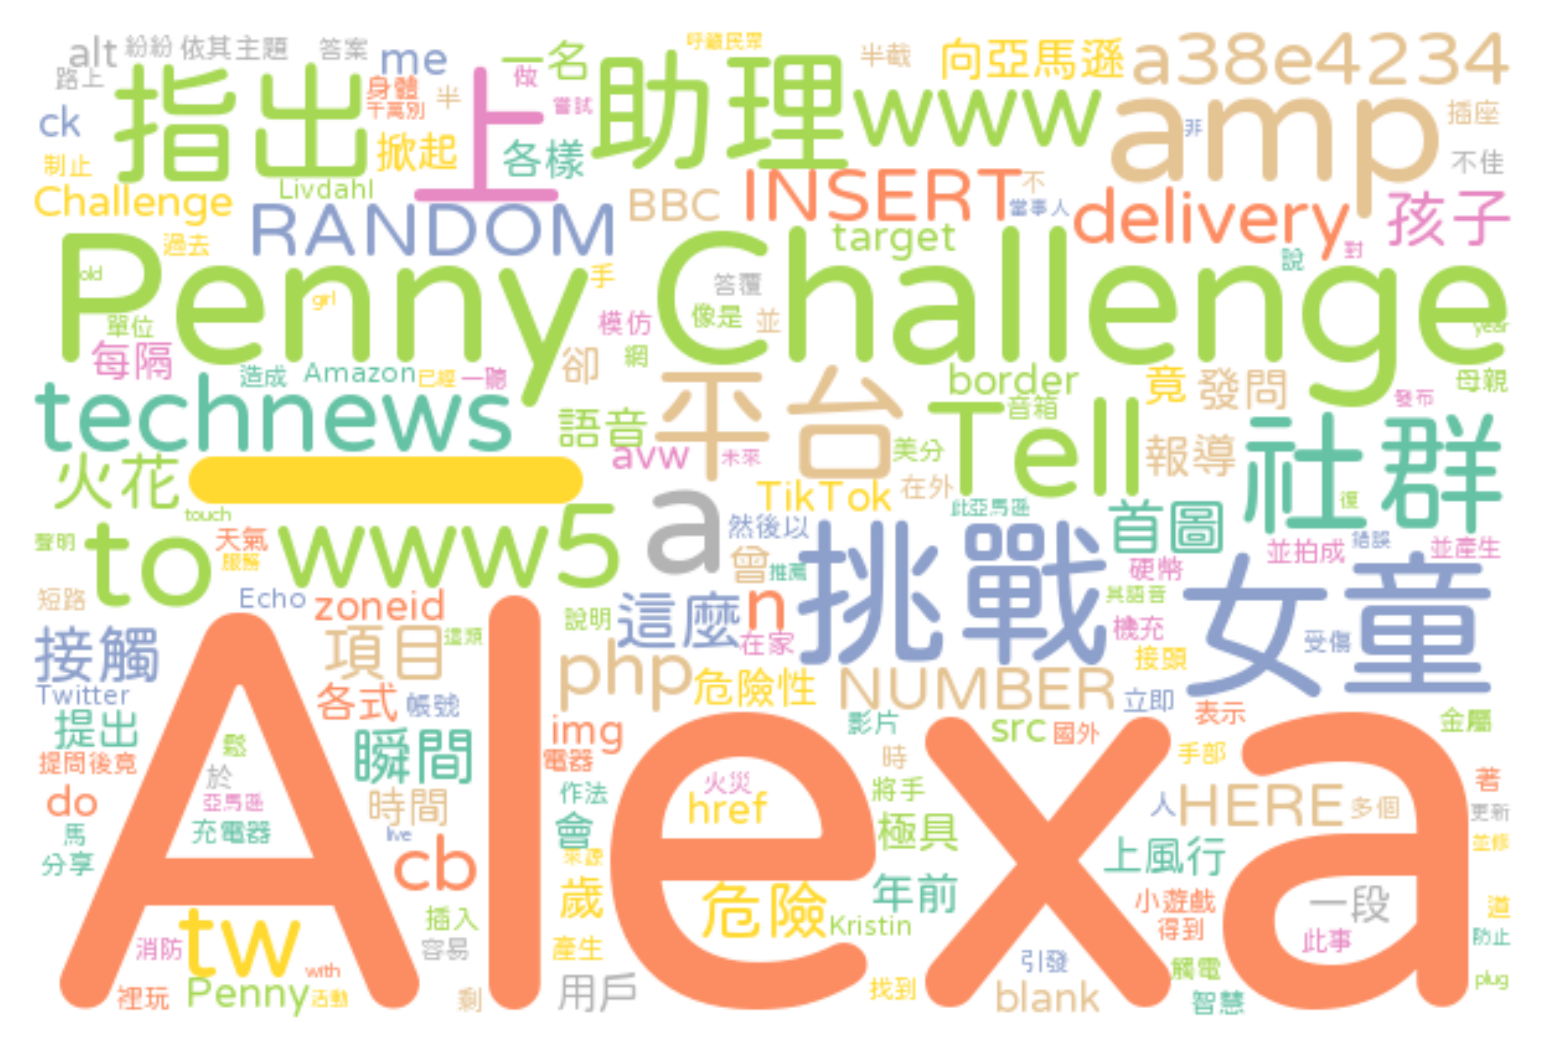 alt 紛紛 依其主題 答案 me 一名 呼籲民眾 半截 向亞馬遜 a38e4234
路上 身體 半 做 嘗試 助理 www amp 插座
指出 上 千萬別 非
ck 掀起 各樣 不佳
制止
Challenge Livdahl BBC INSERT 不 當事人 delivery 孩子
RANDOM target
過去 說 對
Penny Challenge
old girl 手 答覆
單位 模仿 像是 並 year
每隔 卻 網
造成 Amazon 已經 一聽 border 竟 發問 母親
technews 平台 音箱 發布
語音 美分 Tell 社群
火花 avw 未來 報導
TikTok 在外 復
touch a 此亞馬遜 首圖
to www5 然後以
聲明 天氣 挑戰 錯誤 並產生
服務 曾 推薦 硬幣 並拍成 女童
短路 Echo zoneid 說明 這麼 n 其語音
接觸 項目 這類 在家 機充 受傷
php 危險性 NUMBER 接頭
Twitter 各式 帳號 立即
提出 影片 src 國外 表示 金屬
img
鬆 瞬間 時 手部
提問後竟 電器
於 火災 著
do 亞馬遜 時間 作法 href 將手 人 HERE 多個 更新
馬 充電器 live 會 極具
分享 cb 來源 上風行 並修
Alexa
歲 危險 年前 小遊戲 一段 道
tw 插入 Kristin 得到
消防 容易 產生 引發 此事 防止
with 觸電 plug
裡玩 Penny 活動 剩 用戶 找到 blank 智慧